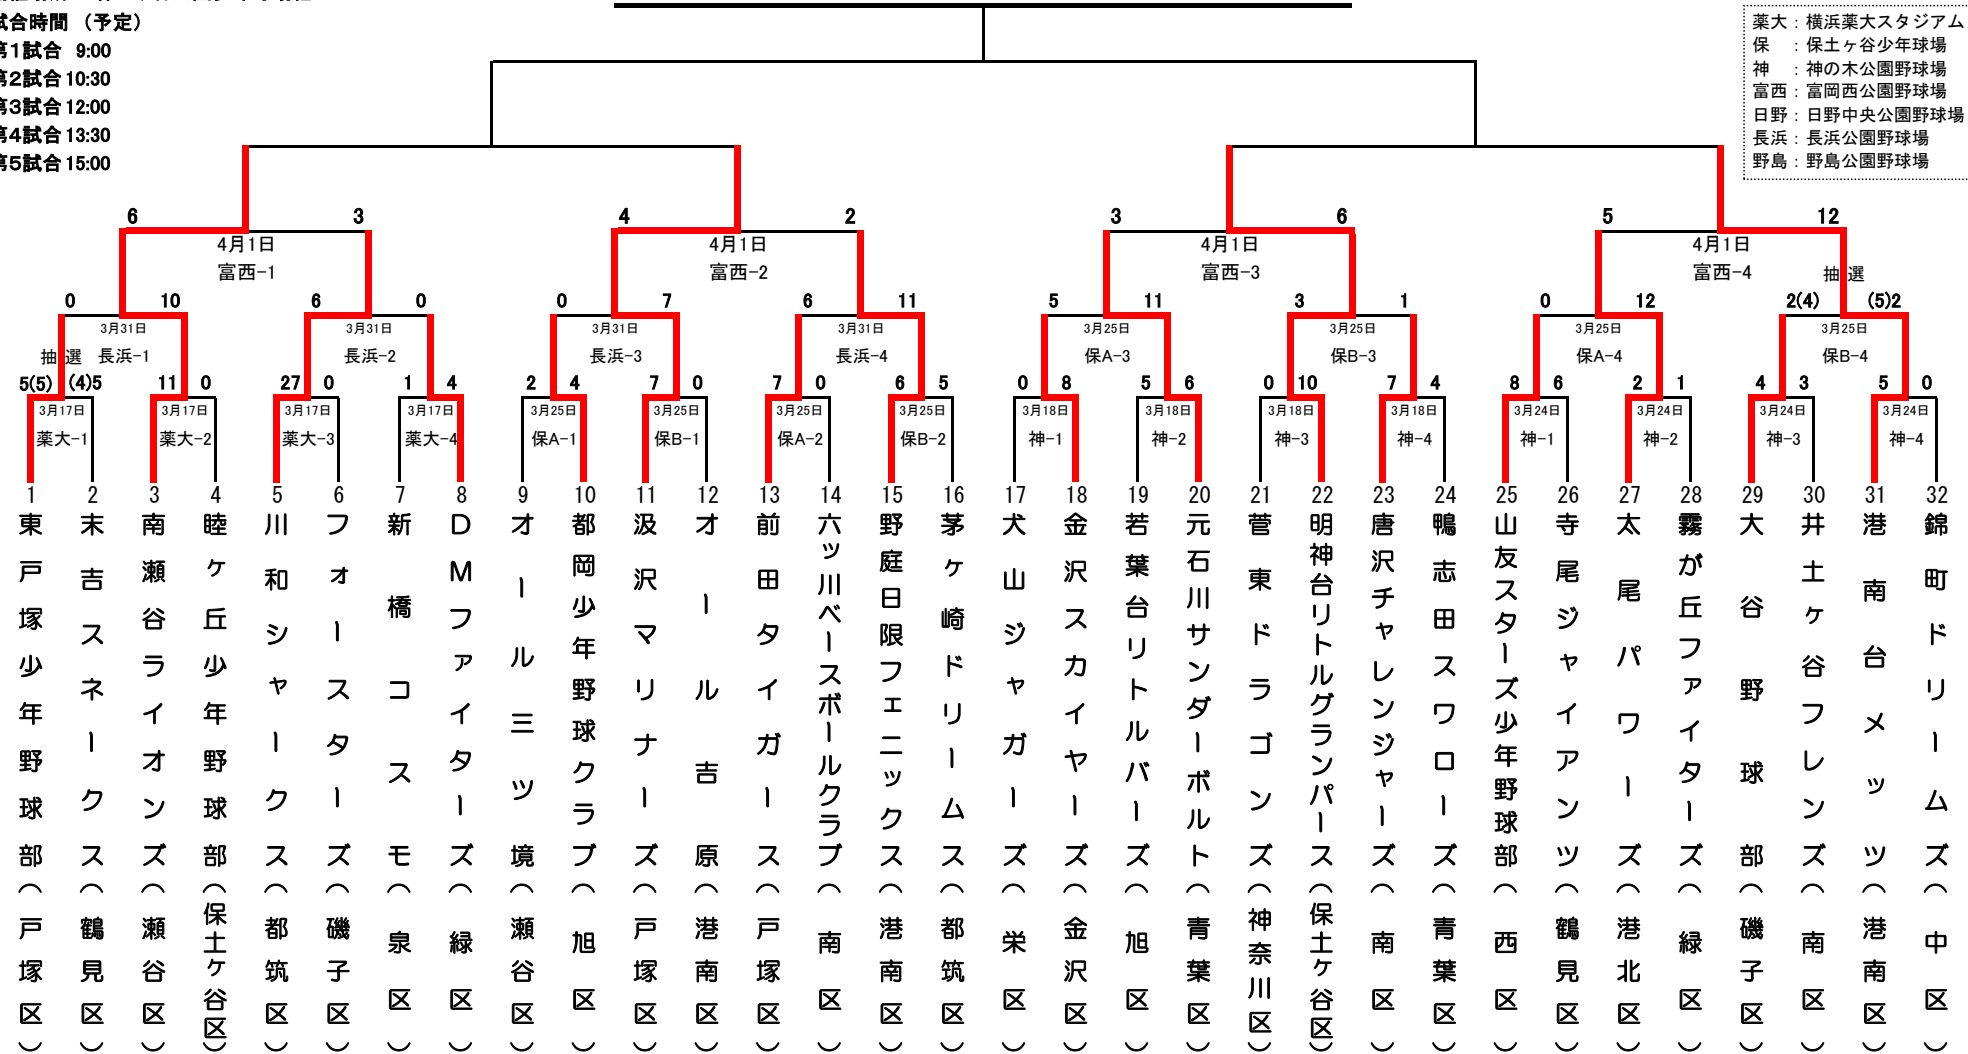 試合時間 （予定）
第1試合 9:00
第2試合 10:30
第3試合 12:00
第4試合 13:30
第5試合 15:00
薬大：横浜薬大スタジアム
保　：保土ヶ谷少年球場
神　：神の木公園野球場
富西：富岡西公園野球場
日野：日野中央公園野球場
長浜：長浜公園野球場
野島：野島公園野球場
6 3 4 2 3 6 5 12
4月1日 4月1日 4月1日 4月1日
富西-1 富西-2 富西-3 富西-4 抽選
0 10 6 0 0 7 6 11 5 11 3 1 0 12 2(4) (5)2
3月31日 3月31日 3月31日 3月31日 3月25日 3月25日 3月25日 3月25日
抽選 長浜-1 長浜-2 長浜-3 長浜-4 保A-3 保B-3 保A-4 保B-4
5(5) (4)5 11 0 27 0 1 4 2 4 7 0 7 0 6 5 0 8 5 6 0 10 7 4 8 6 2 1 4 3 5 0
3月17日 3月17日 3月17日 3月17日 3月25日 3月25日 3月25日 3月25日 3月18日 3月18日 3月18日 3月18日 3月24日 3月24日 3月24日 3月24日
薬大-1 薬大-2 薬大-3 薬大-4 保A-1 保B-1 保A-2 保B-2 神-1 神-2 神-3 神-4 神-1 神-2 神-3 神-4
1 東戸塚少年野球部（戸塚区）
2 末吉スネークス（鶴見区）
3 南瀬谷ライオンズ（瀬谷区）
4 睦ヶ丘少年野球部（保土ケ谷区）
5 川和シャークス（都筑区）
6 フォースターズ（磯子区）
7 新橋コスモ（泉区）
8 DMファイターズ（緑区）
9 オール三ツ境（瀬谷区）
10 都岡少年野球クラブ（旭区）
11 汲沢マリナーズ（戸塚区）
12 オール吉原（港南区）
13 前田タイガース（戸塚区）
14 六ッ川ベースボールクラブ（南区）
15 野庭日限フェニックス（港南区）
16 茅ヶ崎ドリームス（都筑区）
17 犬山ジャガーズ（栄区）
18 金沢スカイヤーズ（金沢区）
19 若葉台リトルバーズ（旭区）
20 元石川サンダーボルト（青葉区）
21 菅東ドラゴンズ（神奈川区）
22 明神台リトルグランパース（保土ヶ谷区）
23 唐沢チャレンジャーズ（南区）
24 鴨志田スワローズ（青葉区）
25 山友スターズ少年野球部（西区）
26 寺尾ジャイアンツ（鶴見区）
27 太尾パワーズ（港北区）
28 霧が丘ファイターズ（緑区）
29 大谷野球部（磯子区）
30 井土ヶ谷フレンズ（南区）
31 港南台メッツ（港南区）
32 錦町ドリームズ（中区）